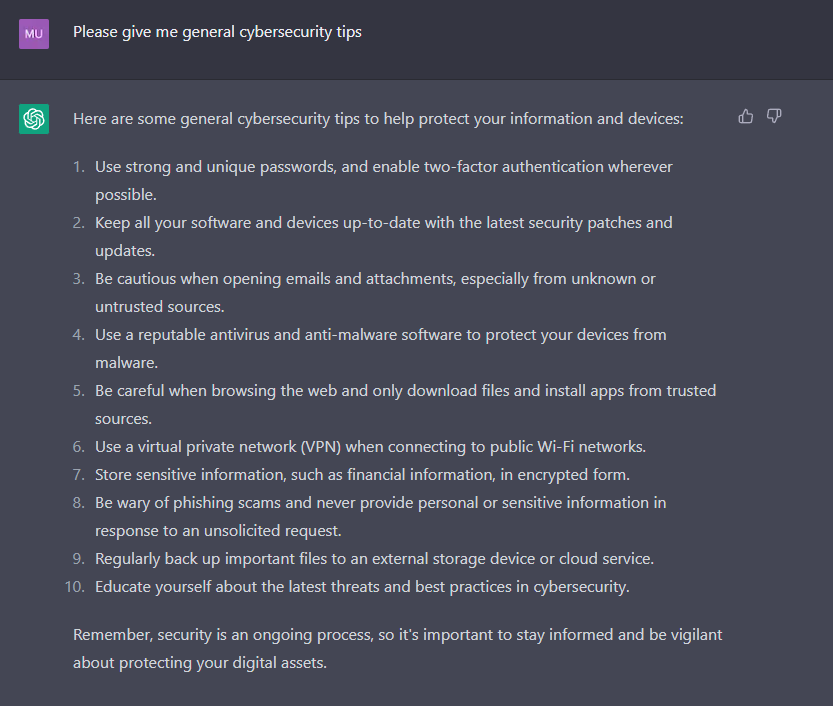 MU
Please give me general cybersecurity tips
Here are some general cybersecurity tips to help protect your information and devices:
1. Use strong and unique passwords, and enable two-factor authentication wherever
possible.
2. Keep all your software and devices up-to-date with the latest security patches and
updates.
3. Be cautious when opening emails and attachments, especially from unknown or
untrusted sources.
4. Use a reputable antivirus and anti-malware software to protect your devices from
malware.
5. Be careful when browsing the web and only download files and install apps from trusted
sources.
6. Use a virtual private network (VPN) when connecting to public Wi-Fi networks.
7. Store sensitive information, such as financial information, in encrypted form.
8. Be wary of phishing scams and never provide personal or sensitive information in
response to an unsolicited request.
9. Regularly back up important files to an external storage device or cloud service.
10. Educate yourself about the latest threats and best practices in cybersecurity.
Remember, security is an ongoing process, so it's important to stay informed and be vigilant
about protecting your digital assets.